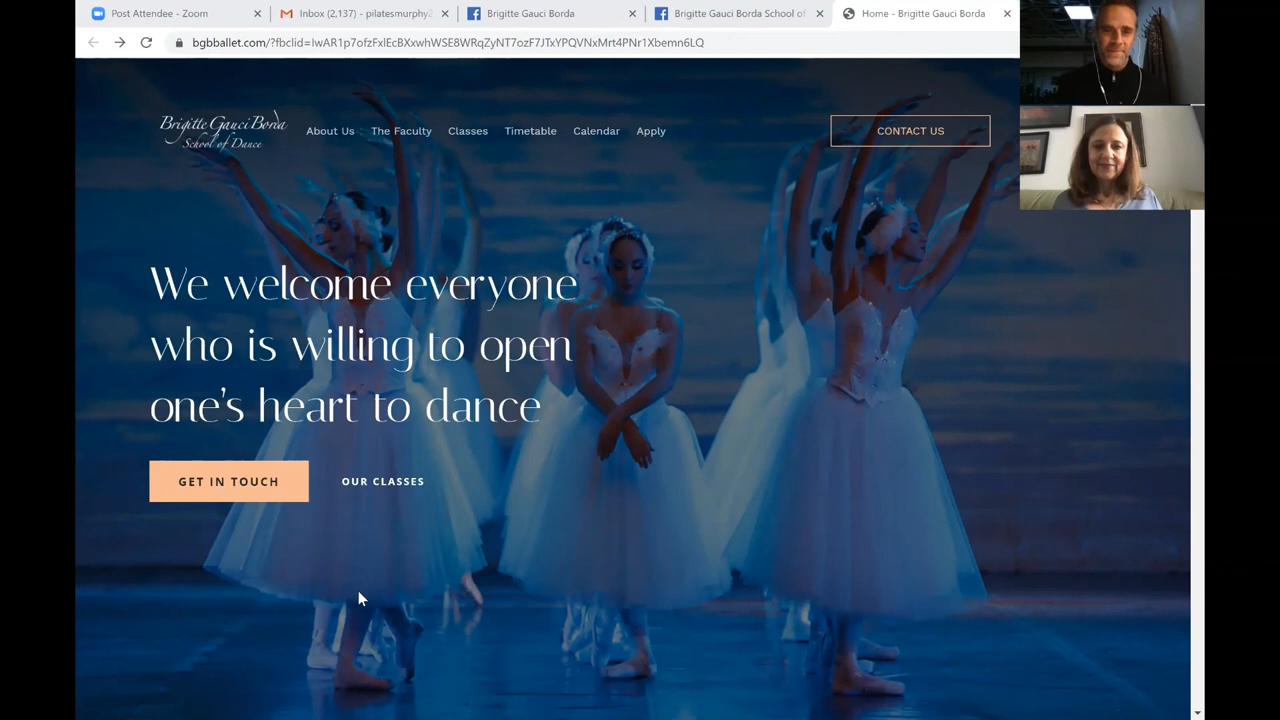 Post Attendee - Zoom
Inbox (2,137) - matesmurphy2
Brigitte Gauci Borda
Brigitte Gauci Borda School o
Home - Brigitte Gauci Borda
bgbballet.com/?fbclid=IwAR1p7ofzFxlEcBXxwhWSE8WRqZyNT7ozF7JTxYPQVNxMrt4PNr1Xbemn6LQ
Brigitte Gauci Borda
School of Dance
About Us
The Faculty
Classes
Timetable
Calendar
Apply
CONTACT US
We welcome everyone
who is willing to open
one's heart to dance
GET IN TOUCH
OUR CLASSES